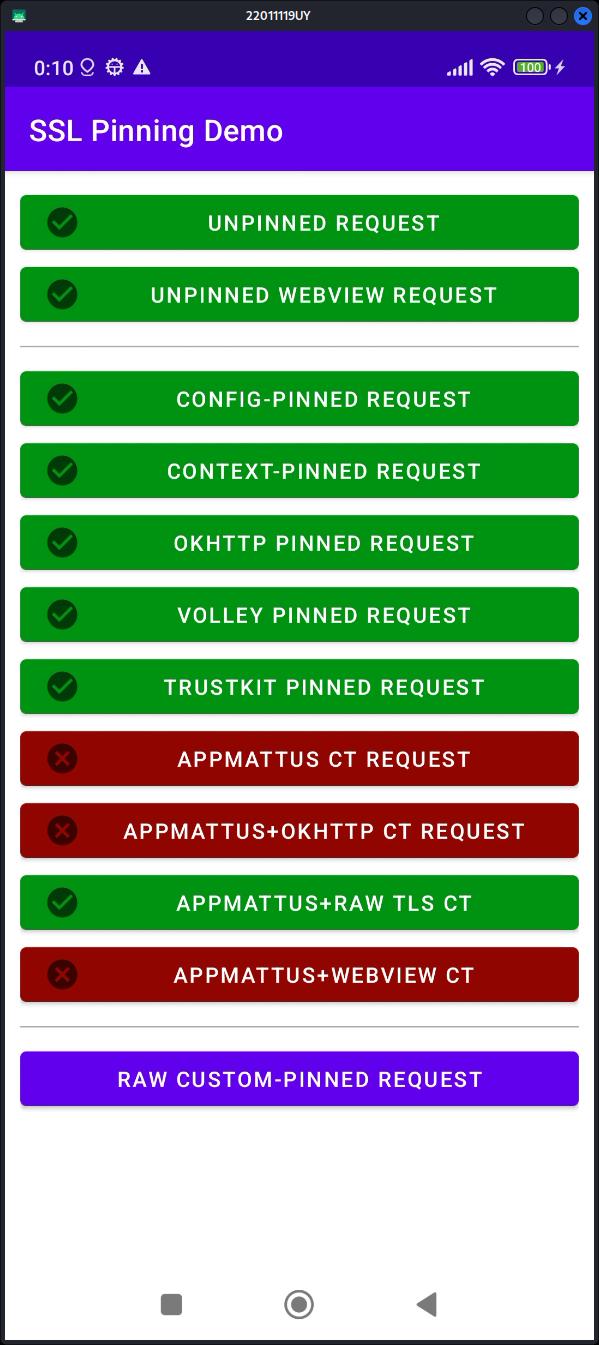 22011119UY
0:10
100
SSL Pinning Demo
UNPINNED REQUEST
UNPINNED WEBVIEW REQUEST
CONFIG-PINNED REQUEST
CONTEXT-PINNED REQUEST
OKHTTP PINNED REQUEST
VOLLEY PINNED REQUEST
TRUSTKIT PINNED REQUEST
APPMATTUS CT REQUEST
APPMATTUS+OKHTTP CT REQUEST
APPMATTUS+RAW TLS CT
APPMATTUS+WEBVIEW CT
RAW CUSTOM-PINNED REQUEST